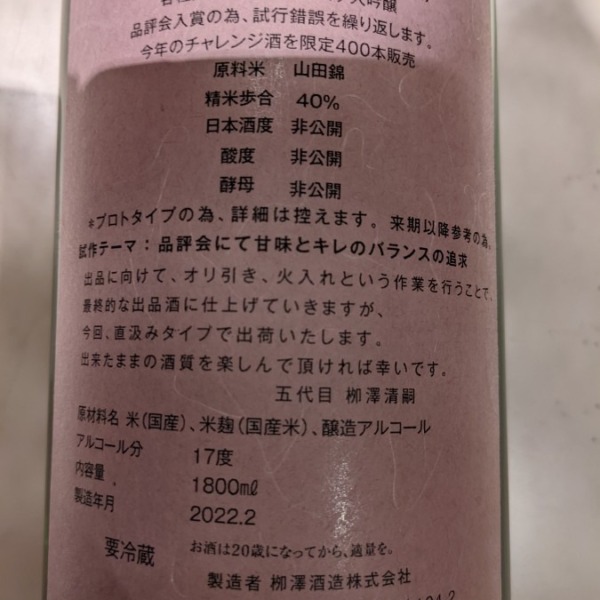 大吟醸
品評会入賞の為、試行錯誤を繰り返します。
今年のチャレンジ酒を限定400本販売
原料米 山田錦
精米歩合 40%
日本酒度 非公開
酸度 非公開
酵母 非公開
*プロトタイプの為、詳細は控えます。来期以降参考の為。
試作テーマ:品評会にて甘味とキレのバランスの追求
出品に向けて、オリ引き、火入れという作業を行うことで、
最終的な出品酒に仕上げていきますが、
今回、直汲みタイプで出荷いたします。
出来たままの酒質を楽しんで頂ければ幸いです。
五代目 栁澤清嗣
原材料名 米(国産)、米麹(国産米)、醸造アルコール
アルコール分 17度
内容量 1800㎖
製造年月 2022.2
要冷蔵 お酒は20歳になってから、適量を。
製造者 栁澤酒造株式会社